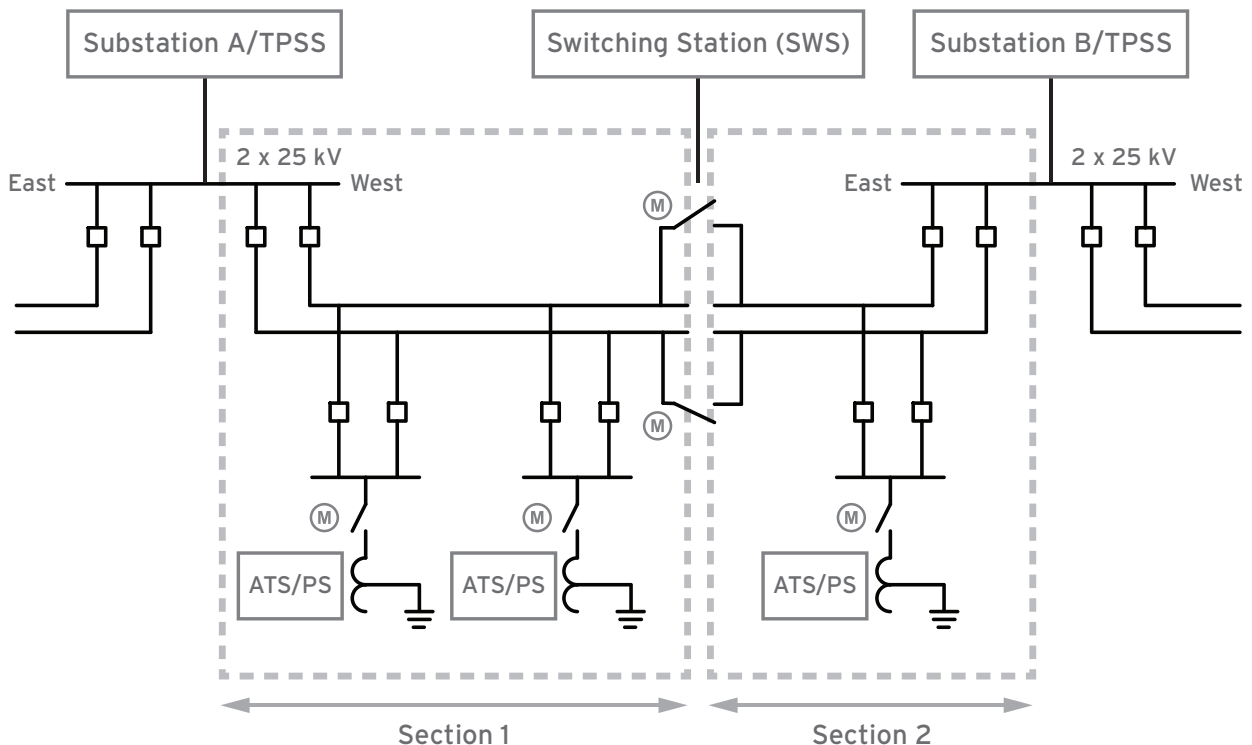 Substation A/TPSS
Switching Station (SWS)
Substation B/TPSS
2 x 25 kV
2 x 25 kV
East
West
East
West
M
M
M
M
M
ATS/PS
ATS/PS
ATS/PS
Section 1
Section 2